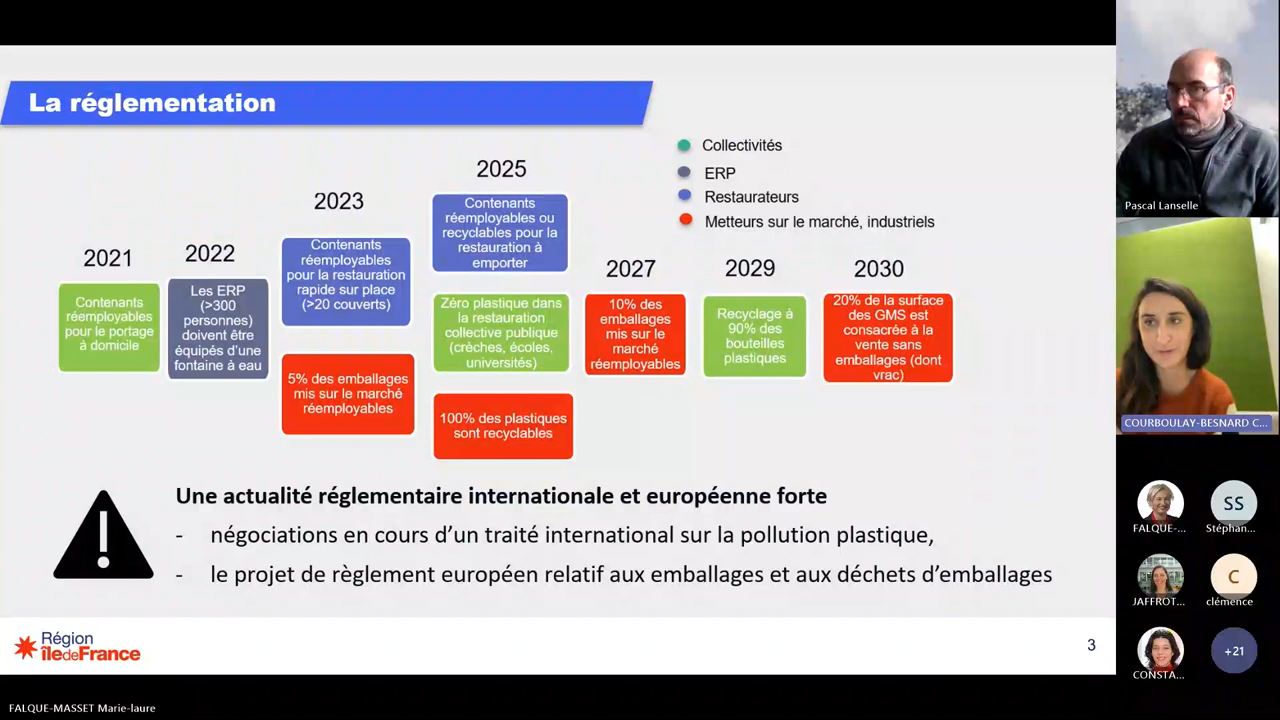 La réglementation
Collectivités
ERP
Restaurateurs
Metteurs sur le marché, industriels
2021
Contenants
réemployables
pour le portage
à domicile
2022
Les ERP
(>300
personnes)
doivent être
équipés d'une
fontaine à eau
2023
Contenants
réemployables
pour la restauration
rapide sur place
(>20 couverts)
5% des emballages
mis sur le marché
réemployables
2025
Contenants
réemployables ou
recyclables pour la
restauration à
emporter
Zéro plastique dans
la restauration
collective publique
(crèches, écoles,
universités)
100% des plastiques
sont recyclables
2027
10% des
emballages
mis sur le
marché
réemployables
2029
Recyclage à
90% des
bouteilles
plastiques
2030
20% de la surface
des GMS est
consacrée à la
vente sans
emballages (dont
vrac)
Une actualité réglementaire internationale et européenne forte
- négociations en cours d'un traité international sur la pollution plastique,
- le projet de règlement européen relatif aux emballages et aux déchets d'emballages
Région
îledeFrance
3
Pascal Lanselle
COURBOULAY-BESNARD C...
FALQUE-...
SS
Stéphan...
JAFFROT...
C
clémence
CONSTA...
+21
FALQUE-MASSET Marie-laure